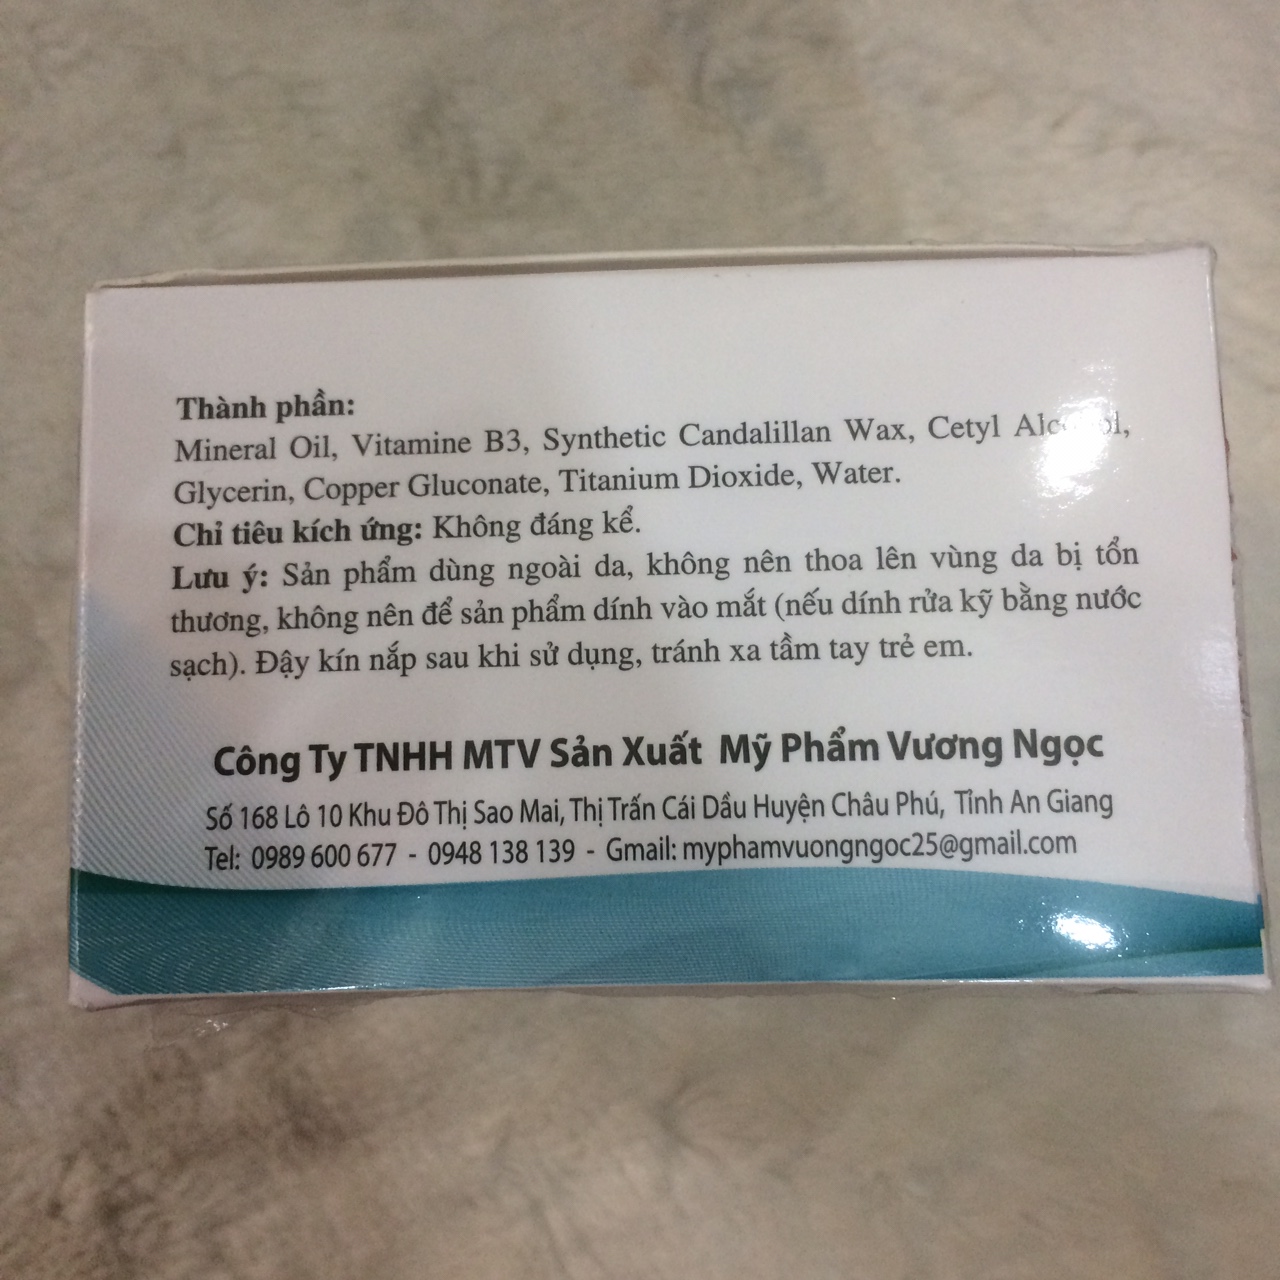 Thành phần:
Mineral Oil, Vitamine B3, Synthetic Candalillan Wax, Cetyl
Glycerin, Copper Gluconate, Titanium Dioxide, Water.
Chỉ tiêu kích ứng: Không đáng kể.
Lưu ý: Sản phẩm dùng ngoài da, không nên thoa lên vùng da bị tổn
thương, không nên để sản phẩm dính vào mắt (nếu dính rửa kỹ bằng nước
sạch). Đậy kín nắp sau khi sử dụng, tránh xa tầm tay trẻ em.
Công Ty TNHH MTV Sản Xuất Mỹ Phẩm Vương Ngọc
Số 168 Lô 10 Khu Đô Thị Sao Mai, Thị Trấn Cái Dầu Huyện Châu Phú, Tỉnh An Giang
Tel: 0989 600 677 - 0948 138 139 - Gmail: myphamvuongngoc25@gmail.com